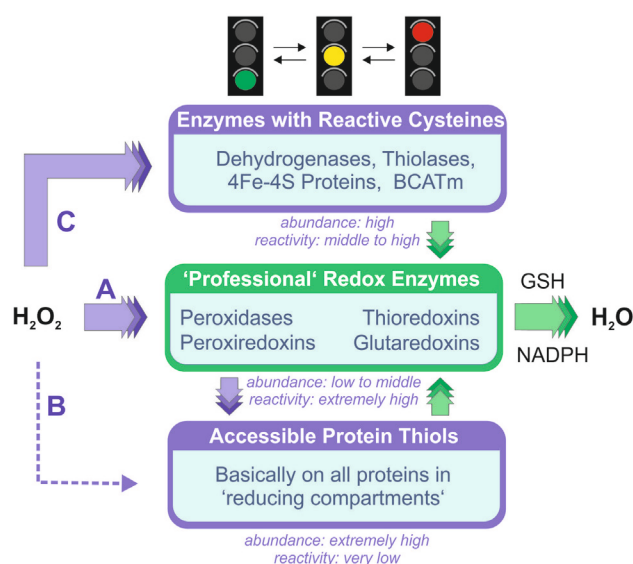 Enzymes with Reactive Cysteines
Dehydrogenases, Thiolases,
4Fe-4S Proteins, BCATm
C
abundance: high
reactivity: middle to high
A
'Professional' Redox Enzymes
GSH
H₂O₂
Peroxidases Thioredoxins
H₂O
Peroxiredoxins Glutaredoxins
NADPH
B
abundance: low to middle
reactivity: extremely high
Accessible Protein Thiols
Basically on all proteins in
'reducing compartments'
abundance: extremely high
reactivity: very low